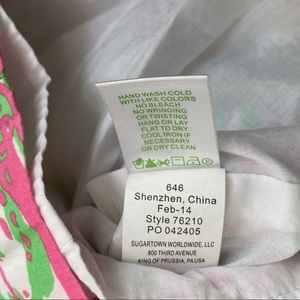 HAND WASH COLD
WITH LIKE COLORS
NO BLEACH
NO WRINGING
OR TWISTING
HANG OR LAY
FLAT TO DRY
COOL IRON IF
NECESSARY
OR DRY CLEAN
646
Shenzhen, China
Feb-14
Style 76210
PO 042405
SUGARTOWN WORLDWIDE, LLC
800 THIRD AVENUE
KING OF PRUSSIA, PA USA